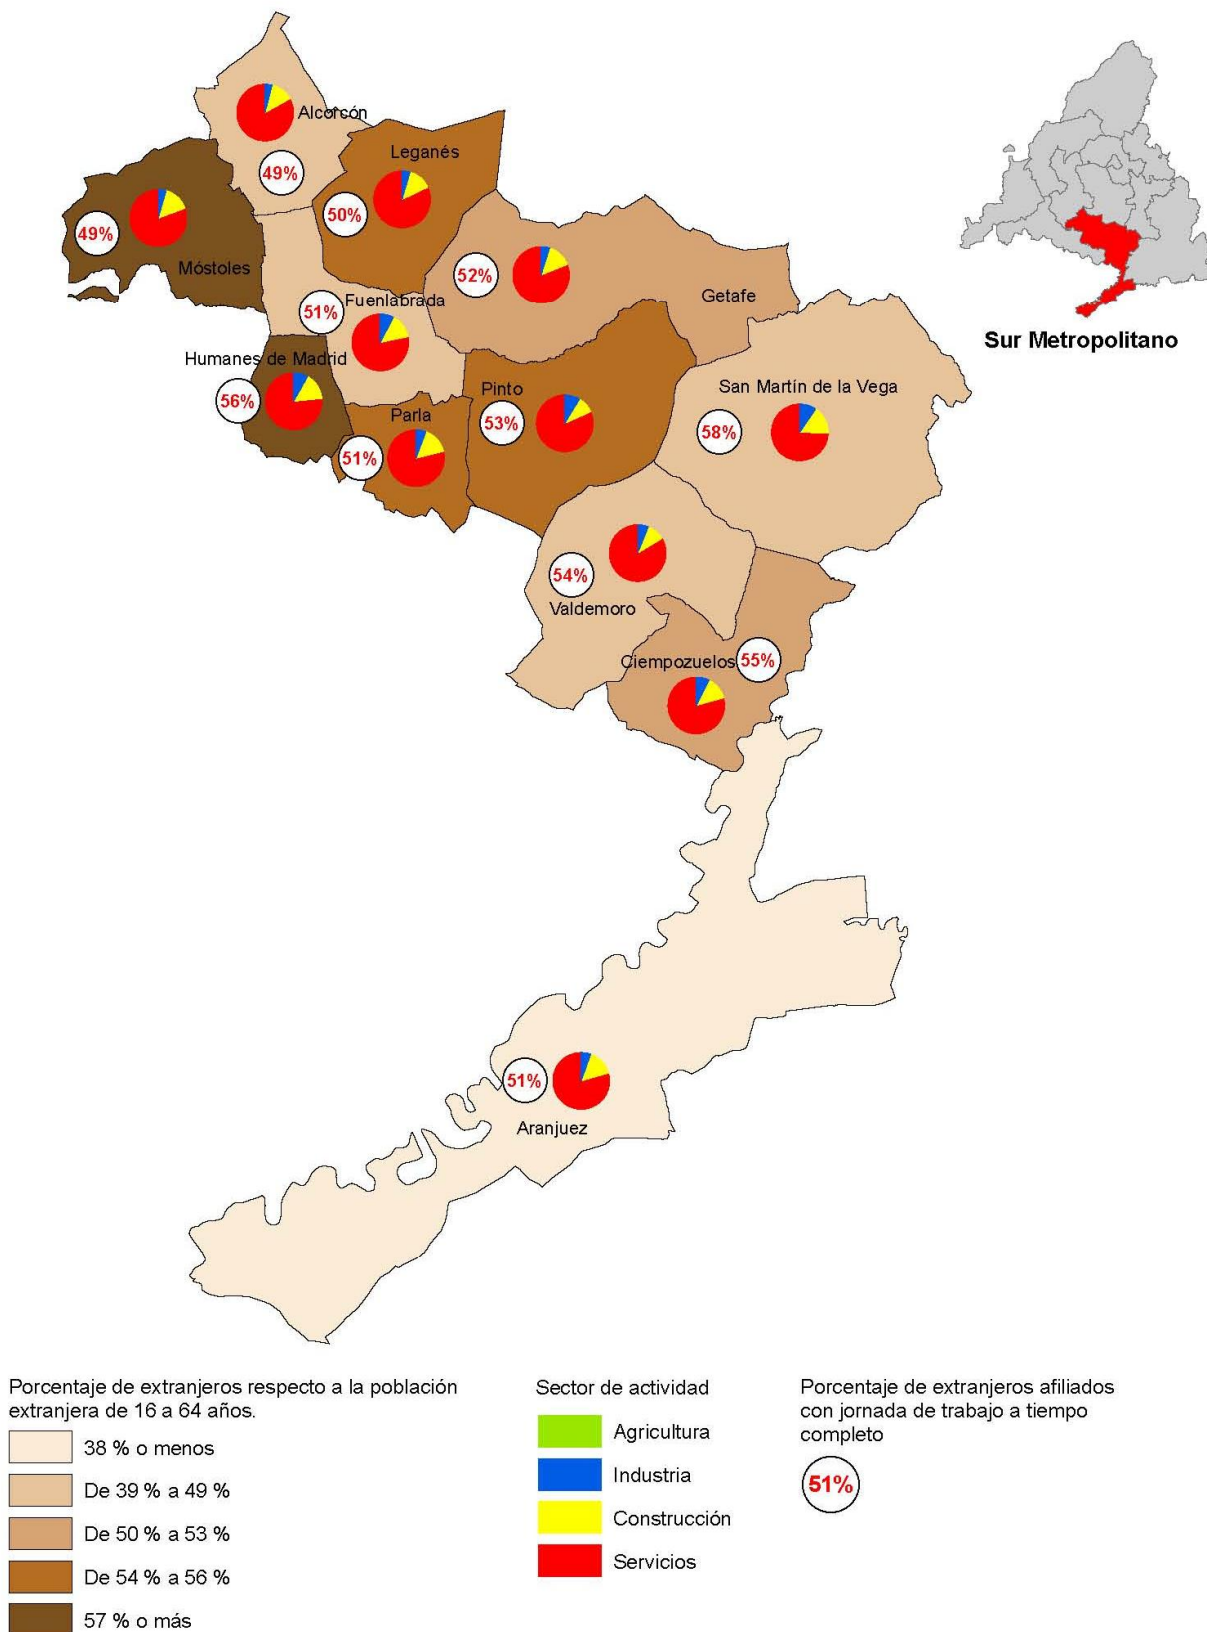 Alcorcón
49%
Leganés
50%
49%
Móstoles
52%
Getafe
51%
Fuenlabrada
Sur Metropolitano
Humanes de Madrid
56%
Pinto
53%
Parla
51%
San Martín de la Vega
58%
54%
Valdemoro
Ciempozuelos
55%
51%
Aranjuez
Porcentaje de extranjeros respecto a la población
extranjera de 16 a 64 años.
38 % o menos
De 39 % a 49 %
De 50 % a 53 %
De 54 % a 56 %
57 % o más
Sector de actividad
Agricultura
Industria
Construcción
Servicios
Porcentaje de extranjeros afiliados
con jornada de trabajo a tiempo
completo
51%